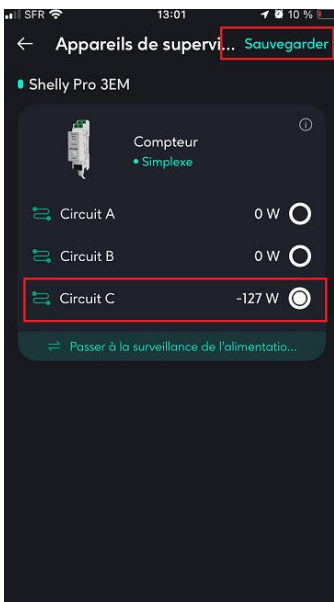 SFR 13:01 10 %
← Appareils de supervi... Sauvegarder
Shelly Pro 3EM
Compteur
• Simplexe
Circuit A 0 W
Circuit B 0 W
Circuit C -127 W
Passer à la surveillance de l'alimentatio...